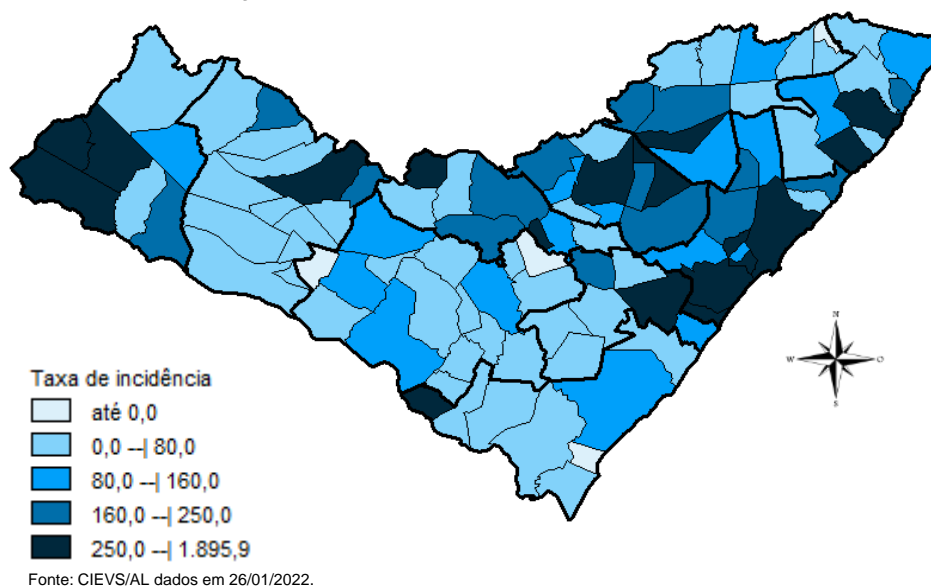 N
W
O
S
Taxa de incidência
até 0,0
0,0 --| 80,0
80,0 --| 160,0
160,0 --| 250,0
250,0 --| 1.895,9
Fonte: CIEVS/AL dados em 26/01/2022.